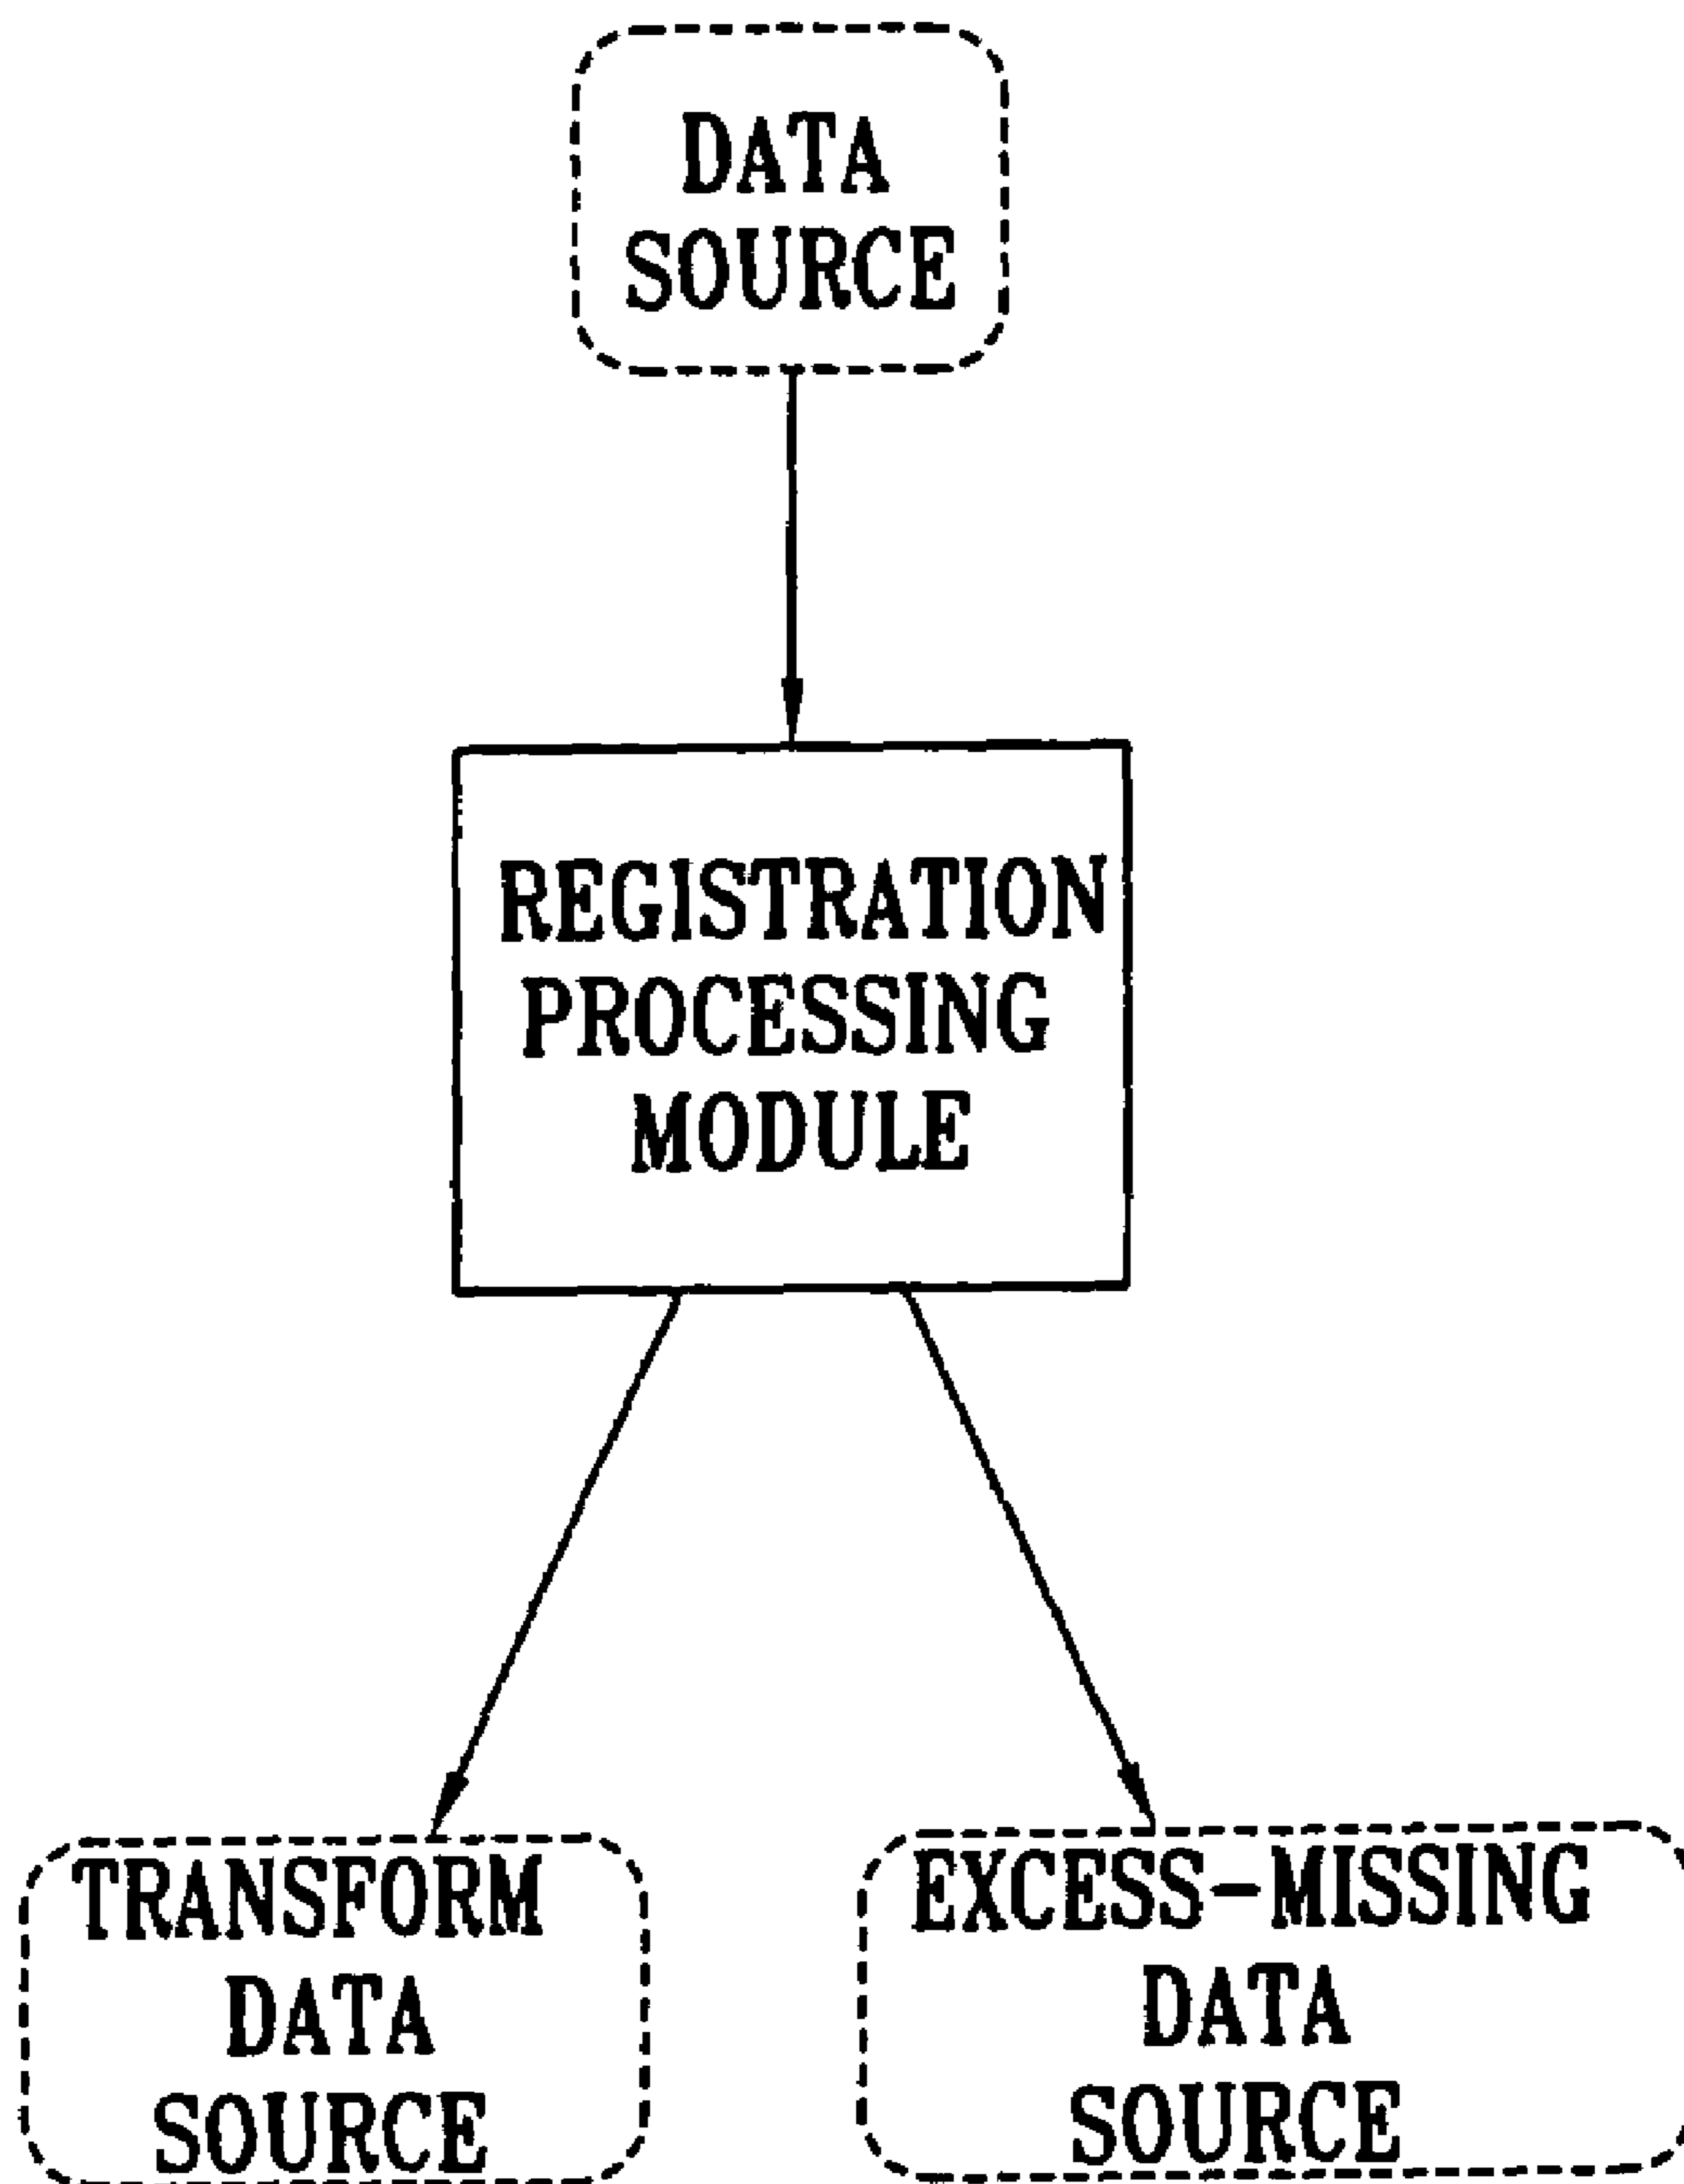 DATA
SOURCE
REGISTRATION
PROCESSING
MODULE
TRANSFORM
DATA
SOURCE
EXCESS-MISSING
DATA
SOURCE